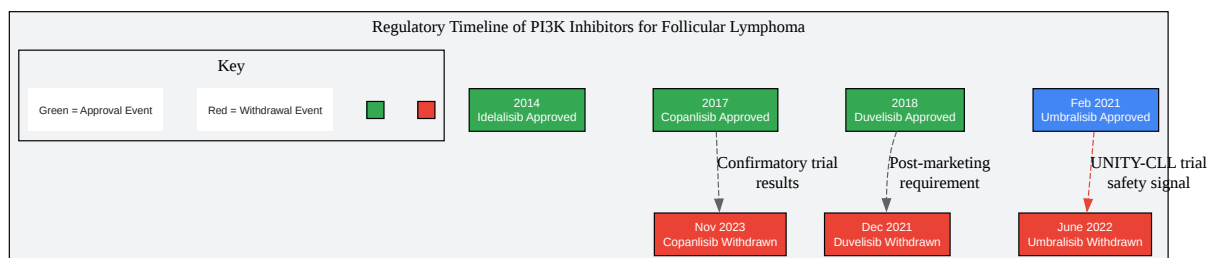 Regulatory Timeline of PI3K Inhibitors for Follicular Lymphoma
Key
Green = Approval Event
Red = Withdrawal Event
2014
Idelalisib Approved
2017
Copanlisib Approved
2018
Duvelisib Approved
Feb 2021
Umbralisib Approved
Confirmatory trial
results
Post-marketing
requirement
UNITY-CLL trial
safety signal
Nov 2023
Copanlisib Withdrawn
Dec 2021
Duvelisib Withdrawn
June 2022
Umbralisib Withdrawn